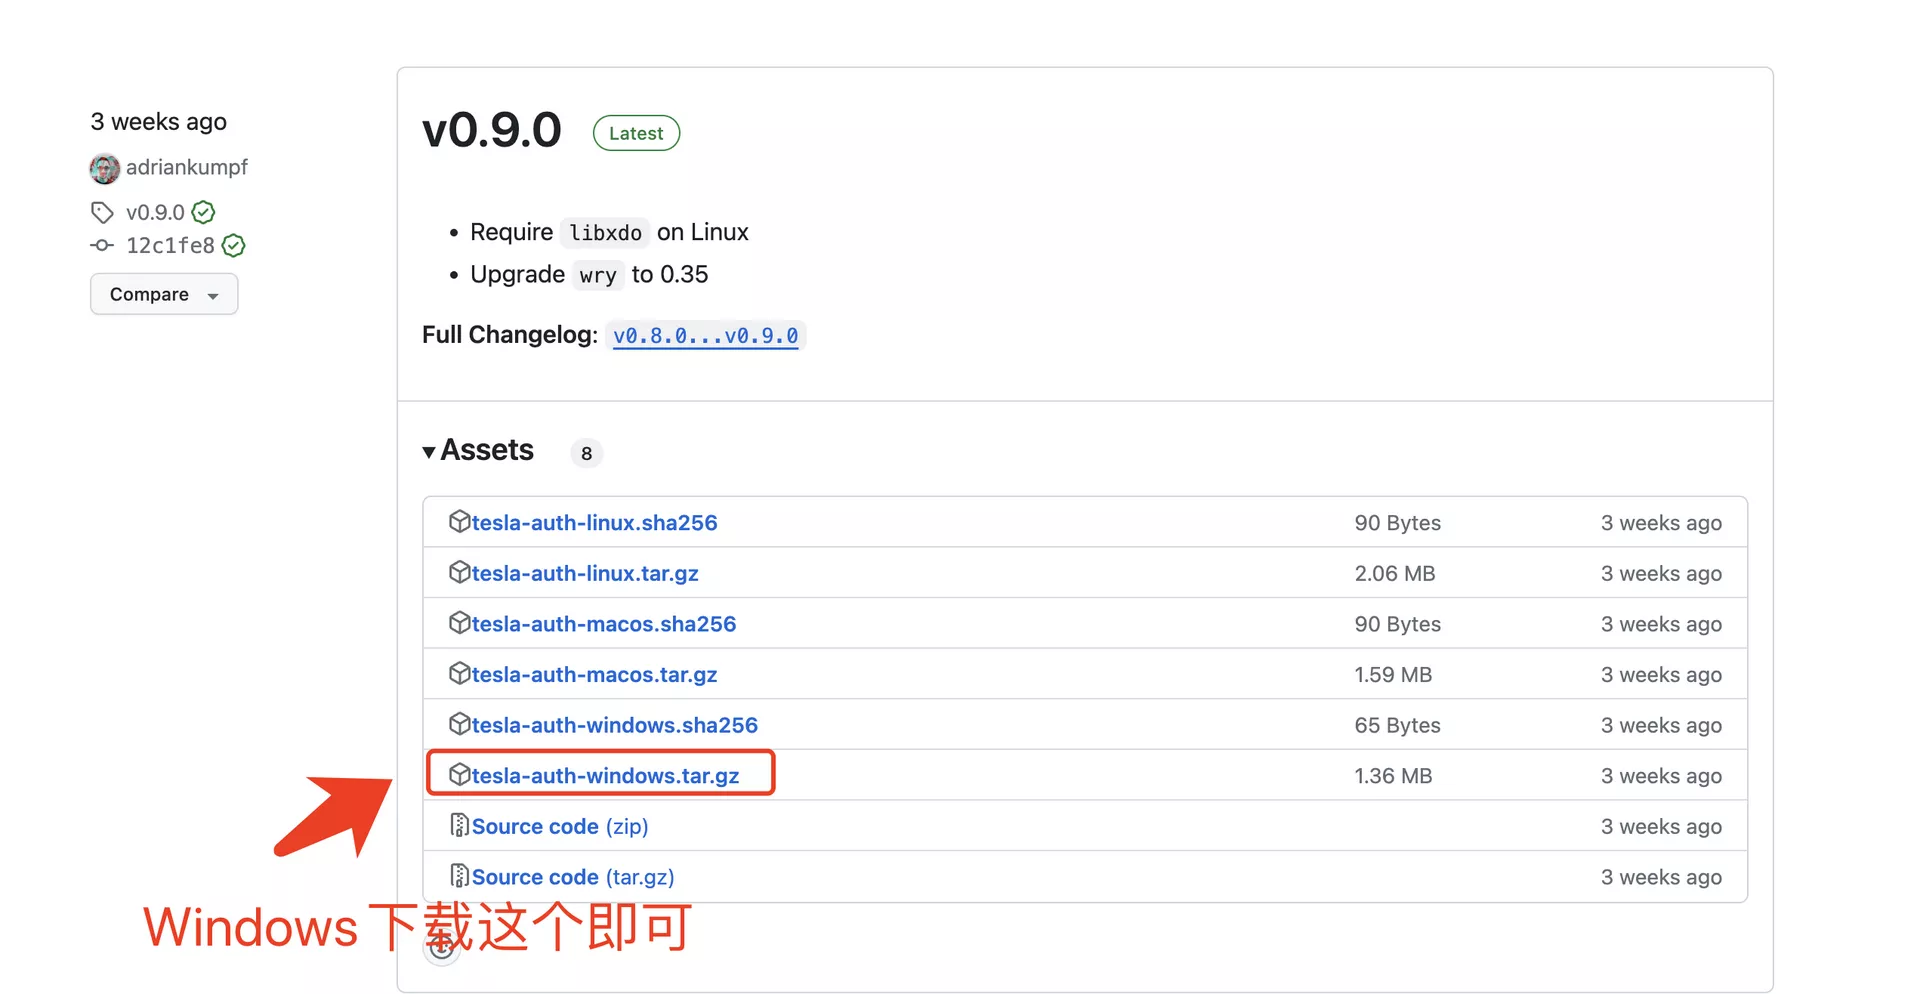 3 weeks ago
adriankumpf
v0.9.0
12c1fe8
Compare
v0.9.0 Latest
Require libxdo on Linux
Upgrade wry to 0.35
Full Changelog: v0.8.0...v0.9.0
Assets 8
tesla-auth-linux.sha256 90 Bytes 3 weeks ago
tesla-auth-linux.tar.gz 2.06 MB 3 weeks ago
tesla-auth-macos.sha256 90 Bytes 3 weeks ago
tesla-auth-macos.tar.gz 1.59 MB 3 weeks ago
tesla-auth-windows.sha256 65 Bytes 3 weeks ago
tesla-auth-windows.tar.gz 1.36 MB 3 weeks ago
Source code (zip) 3 weeks ago
Source code (tar.gz) 3 weeks ago
Windows 下载这个即可